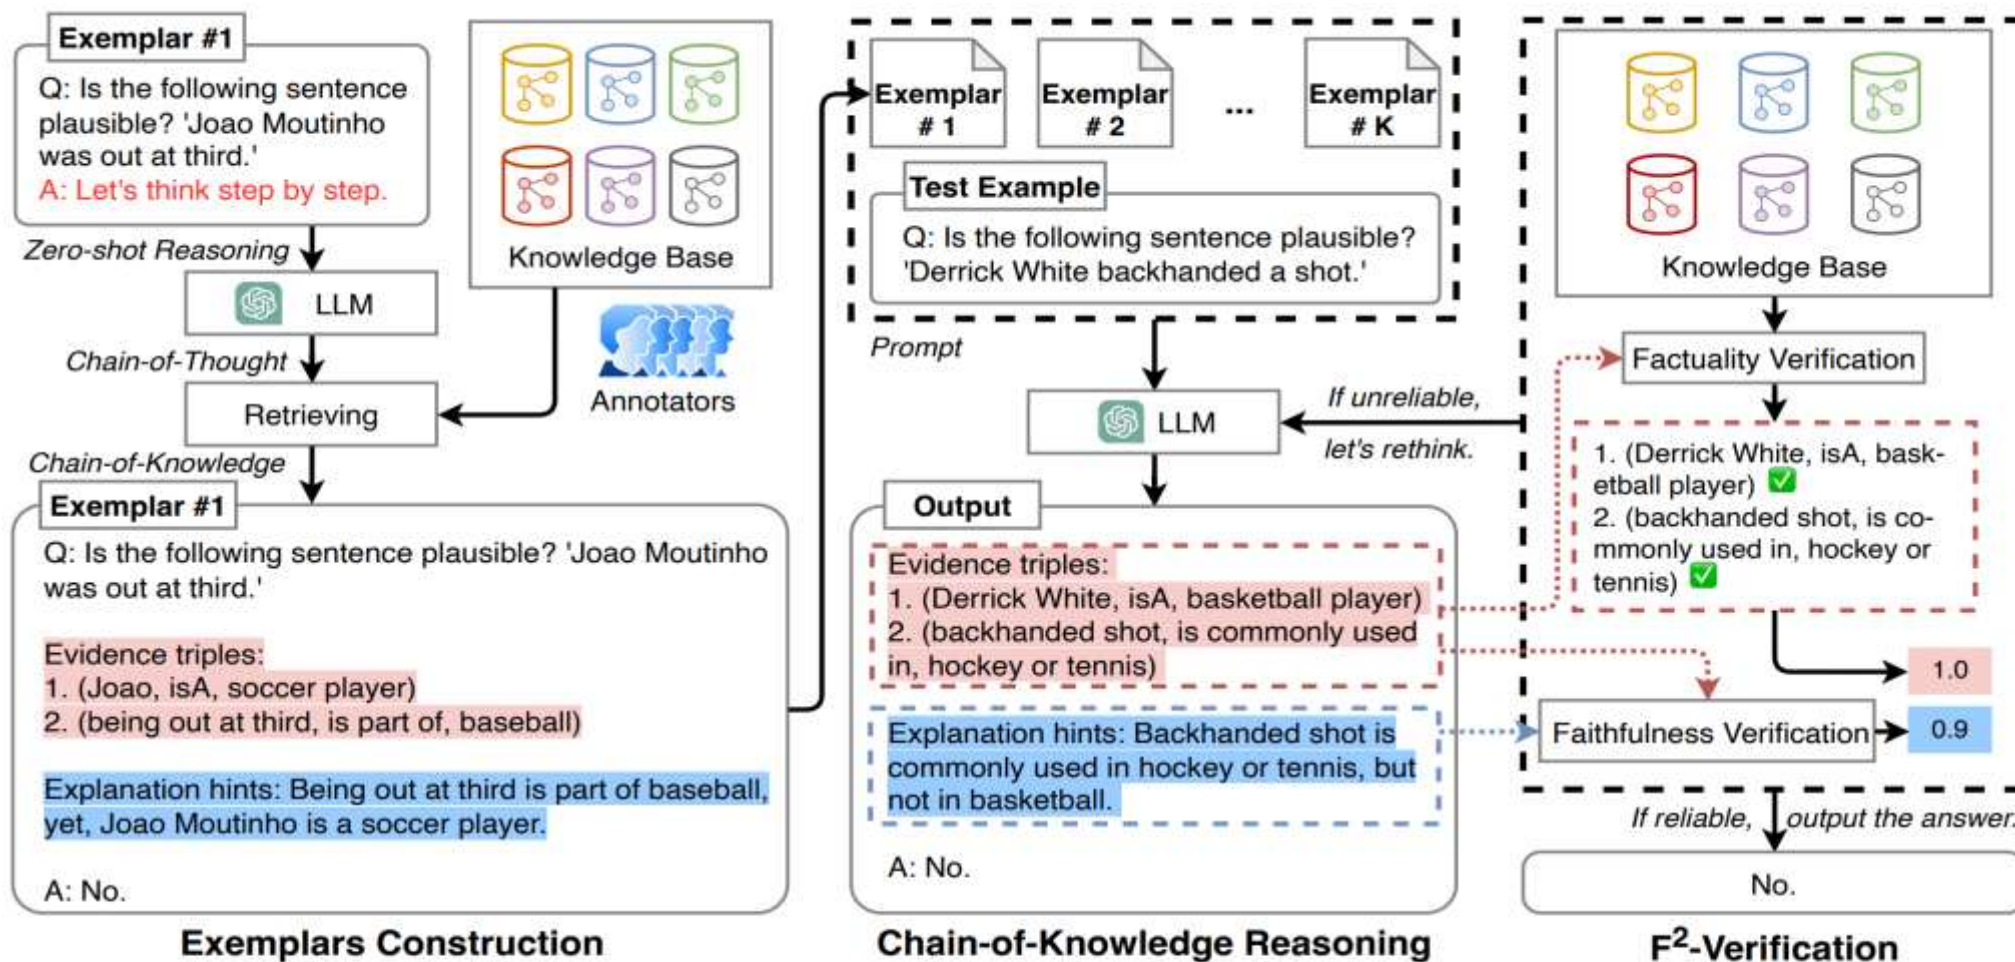 Exemplar #1
Q: Is the following sentence
plausible? 'Joao Moutinho
was out at third.'
A: Let's think step by step.
Zero-shot Reasoning
LLM
Chain-of-Thought
Retrieving
Chain-of-Knowledge
Knowledge Base
Annotators
Exemplar #1
Q: Is the following sentence plausible? 'Joao Moutinho
was out at third.'
Evidence triples:
1. (Joao, isA, soccer player)
2. (being out at third, is part of, baseball)
Explanation hints: Being out at third is part of baseball,
yet, Joao Moutinho is a soccer player.
A: No.
Exemplars Construction
Exemplar
# 1
Exemplar
# 2
...
Exemplar
# K
Test Example
Q: Is the following sentence plausible?
'Derrick White backhanded a shot.'
Prompt
LLM
If unreliable,
let's rethink.
Output
Evidence triples:
1. (Derrick White, isA, basketball player)
2. (backhanded shot, is commonly used
in, hockey or tennis)
Explanation hints: Backhanded shot is
commonly used in hockey or tennis, but
not in basketball.
A: No.
Chain-of-Knowledge Reasoning
Knowledge Base
Factuality Verification
1. (Derrick White, isA, bask-
etball player)
2. (backhanded shot, is co-
mmonly used in, hockey or
tennis)
1.0
Faithfulness Verification
0.9
If reliable, output the answer.
No.
F²-Verification